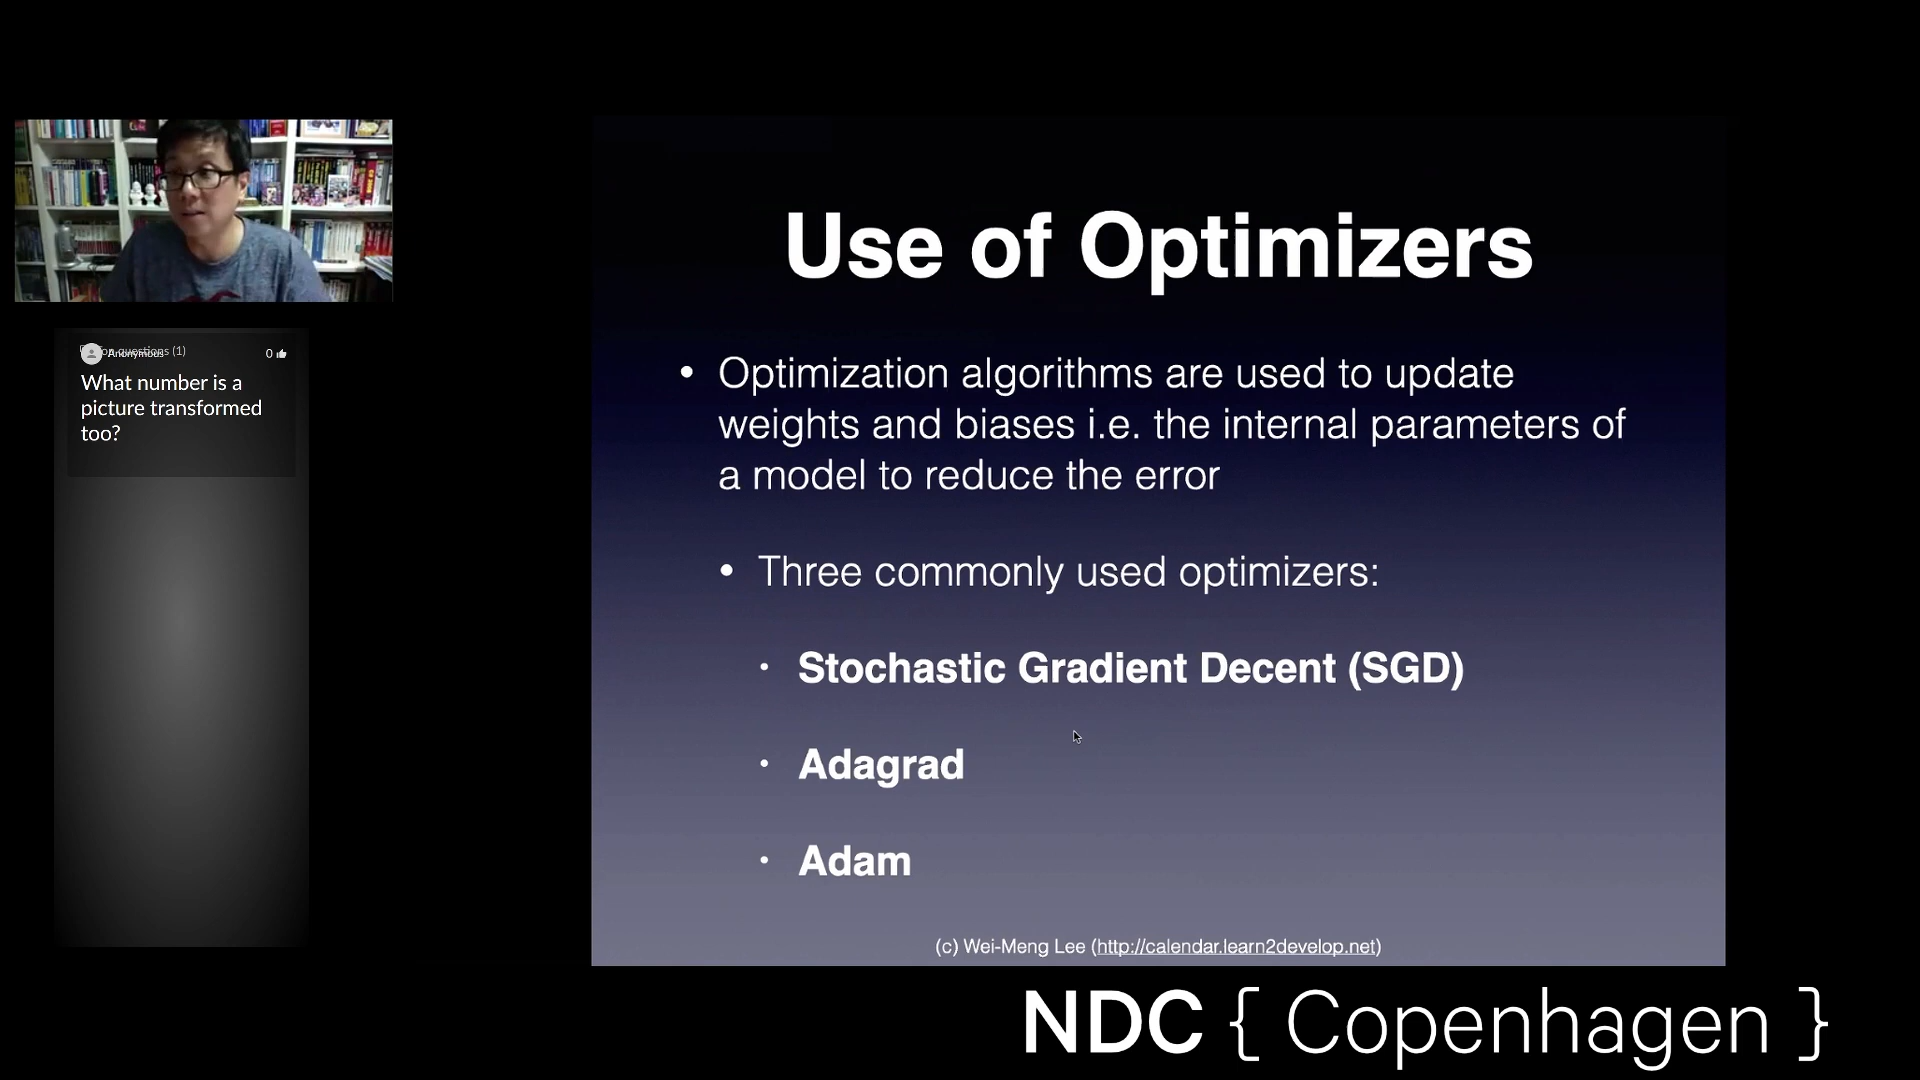 Anonymous
0
What number is a
picture transformed
too?
Use of Optimizers
• Optimization algorithms are used to update
weights and biases i.e. the internal parameters of
a model to reduce the error
• Three commonly used optimizers:
• Stochastic Gradient Decent (SGD)
• Adagrad
• Adam
(c) Wei-Meng Lee (http://calendar.learn2develop.net)
NDC { Copenhagen }